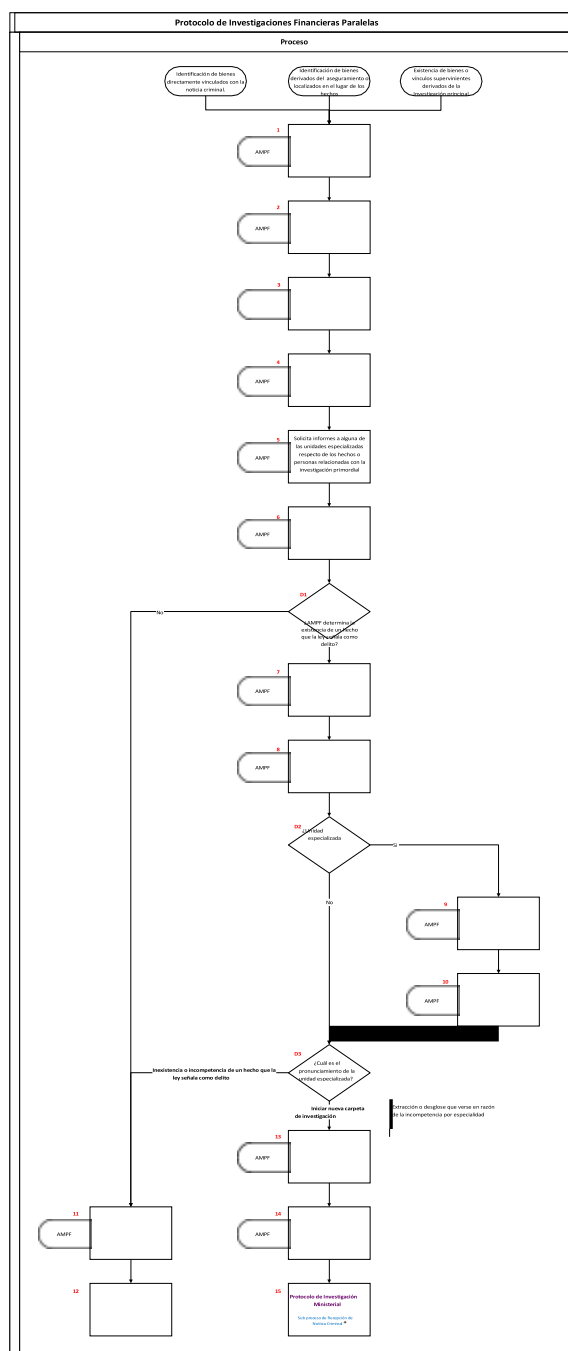 Protocolo de Investigaciones Financieras Paralelas
Proceso
Identificación de bienes
directamente vinculados con la
noticia criminal.
Identificación de bienes
derivados del aseguramiento o
localizados en el lugar de los
hechos
Existencia de bienes o
vínculos supervinientes
derivados de la
investigación principal
1
AMPF
2
AMPF
3
4
AMPF
5
AMPF
Solicita informes a alguna de
las unidades especializadas
respecto de los hechos o
personas relacionadas con la
investigación primordial
6
AMPF
D1
No
¿AMPF determina la
existencia de un hecho
que la ley señala como
delito?
7
AMPF
8
AMPF
D2
¿Unidad
especializada
Si
No
9
AMPF
10
AMPF
D3
¿Cuál es el
pronunciamiento de la
unidad especializada?
Inexistencia o incompetencia de un hecho que la
ley señala como delito
Iniciar nueva carpeta
de investigación
Extracción o desglose que verse en razón
de la incompetencia por especialidad
13
AMPF
11
AMPF
14
AMPF
12
15
Protocolo de Investigación
Ministerial
Subproceso de Recepción de
Noticia Criminal